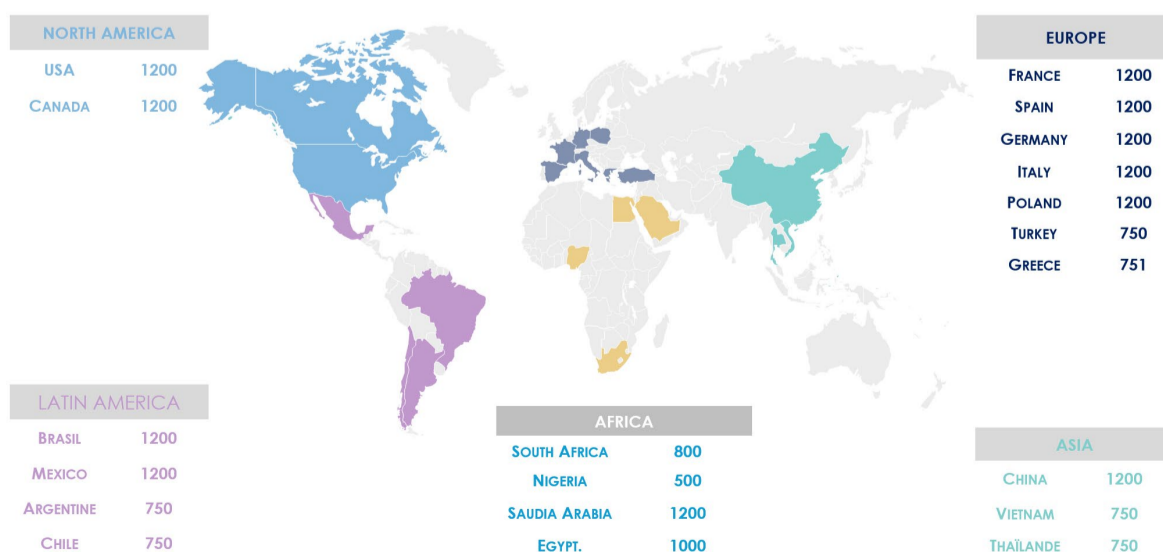 NORTH AMERICA
USA 1200
CANADA 1200
EUROPE
FRANCE 1200
SPAIN 1200
GERMANY 1200
ITALY 1200
POLAND 1200
TURKEY 750
GREECE 751
LATIN AMERICA
BRASIL 1200
MEXICO 1200
ARGENTINE 750
CHILE 750
AFRICA
SOUTH AFRICA 800
NIGERIA 500
SAUDIA ARABIA 1200
EGYPT. 1000
ASIA
CHINA 1200
VIETNAM 750
THAÏLANDE 750